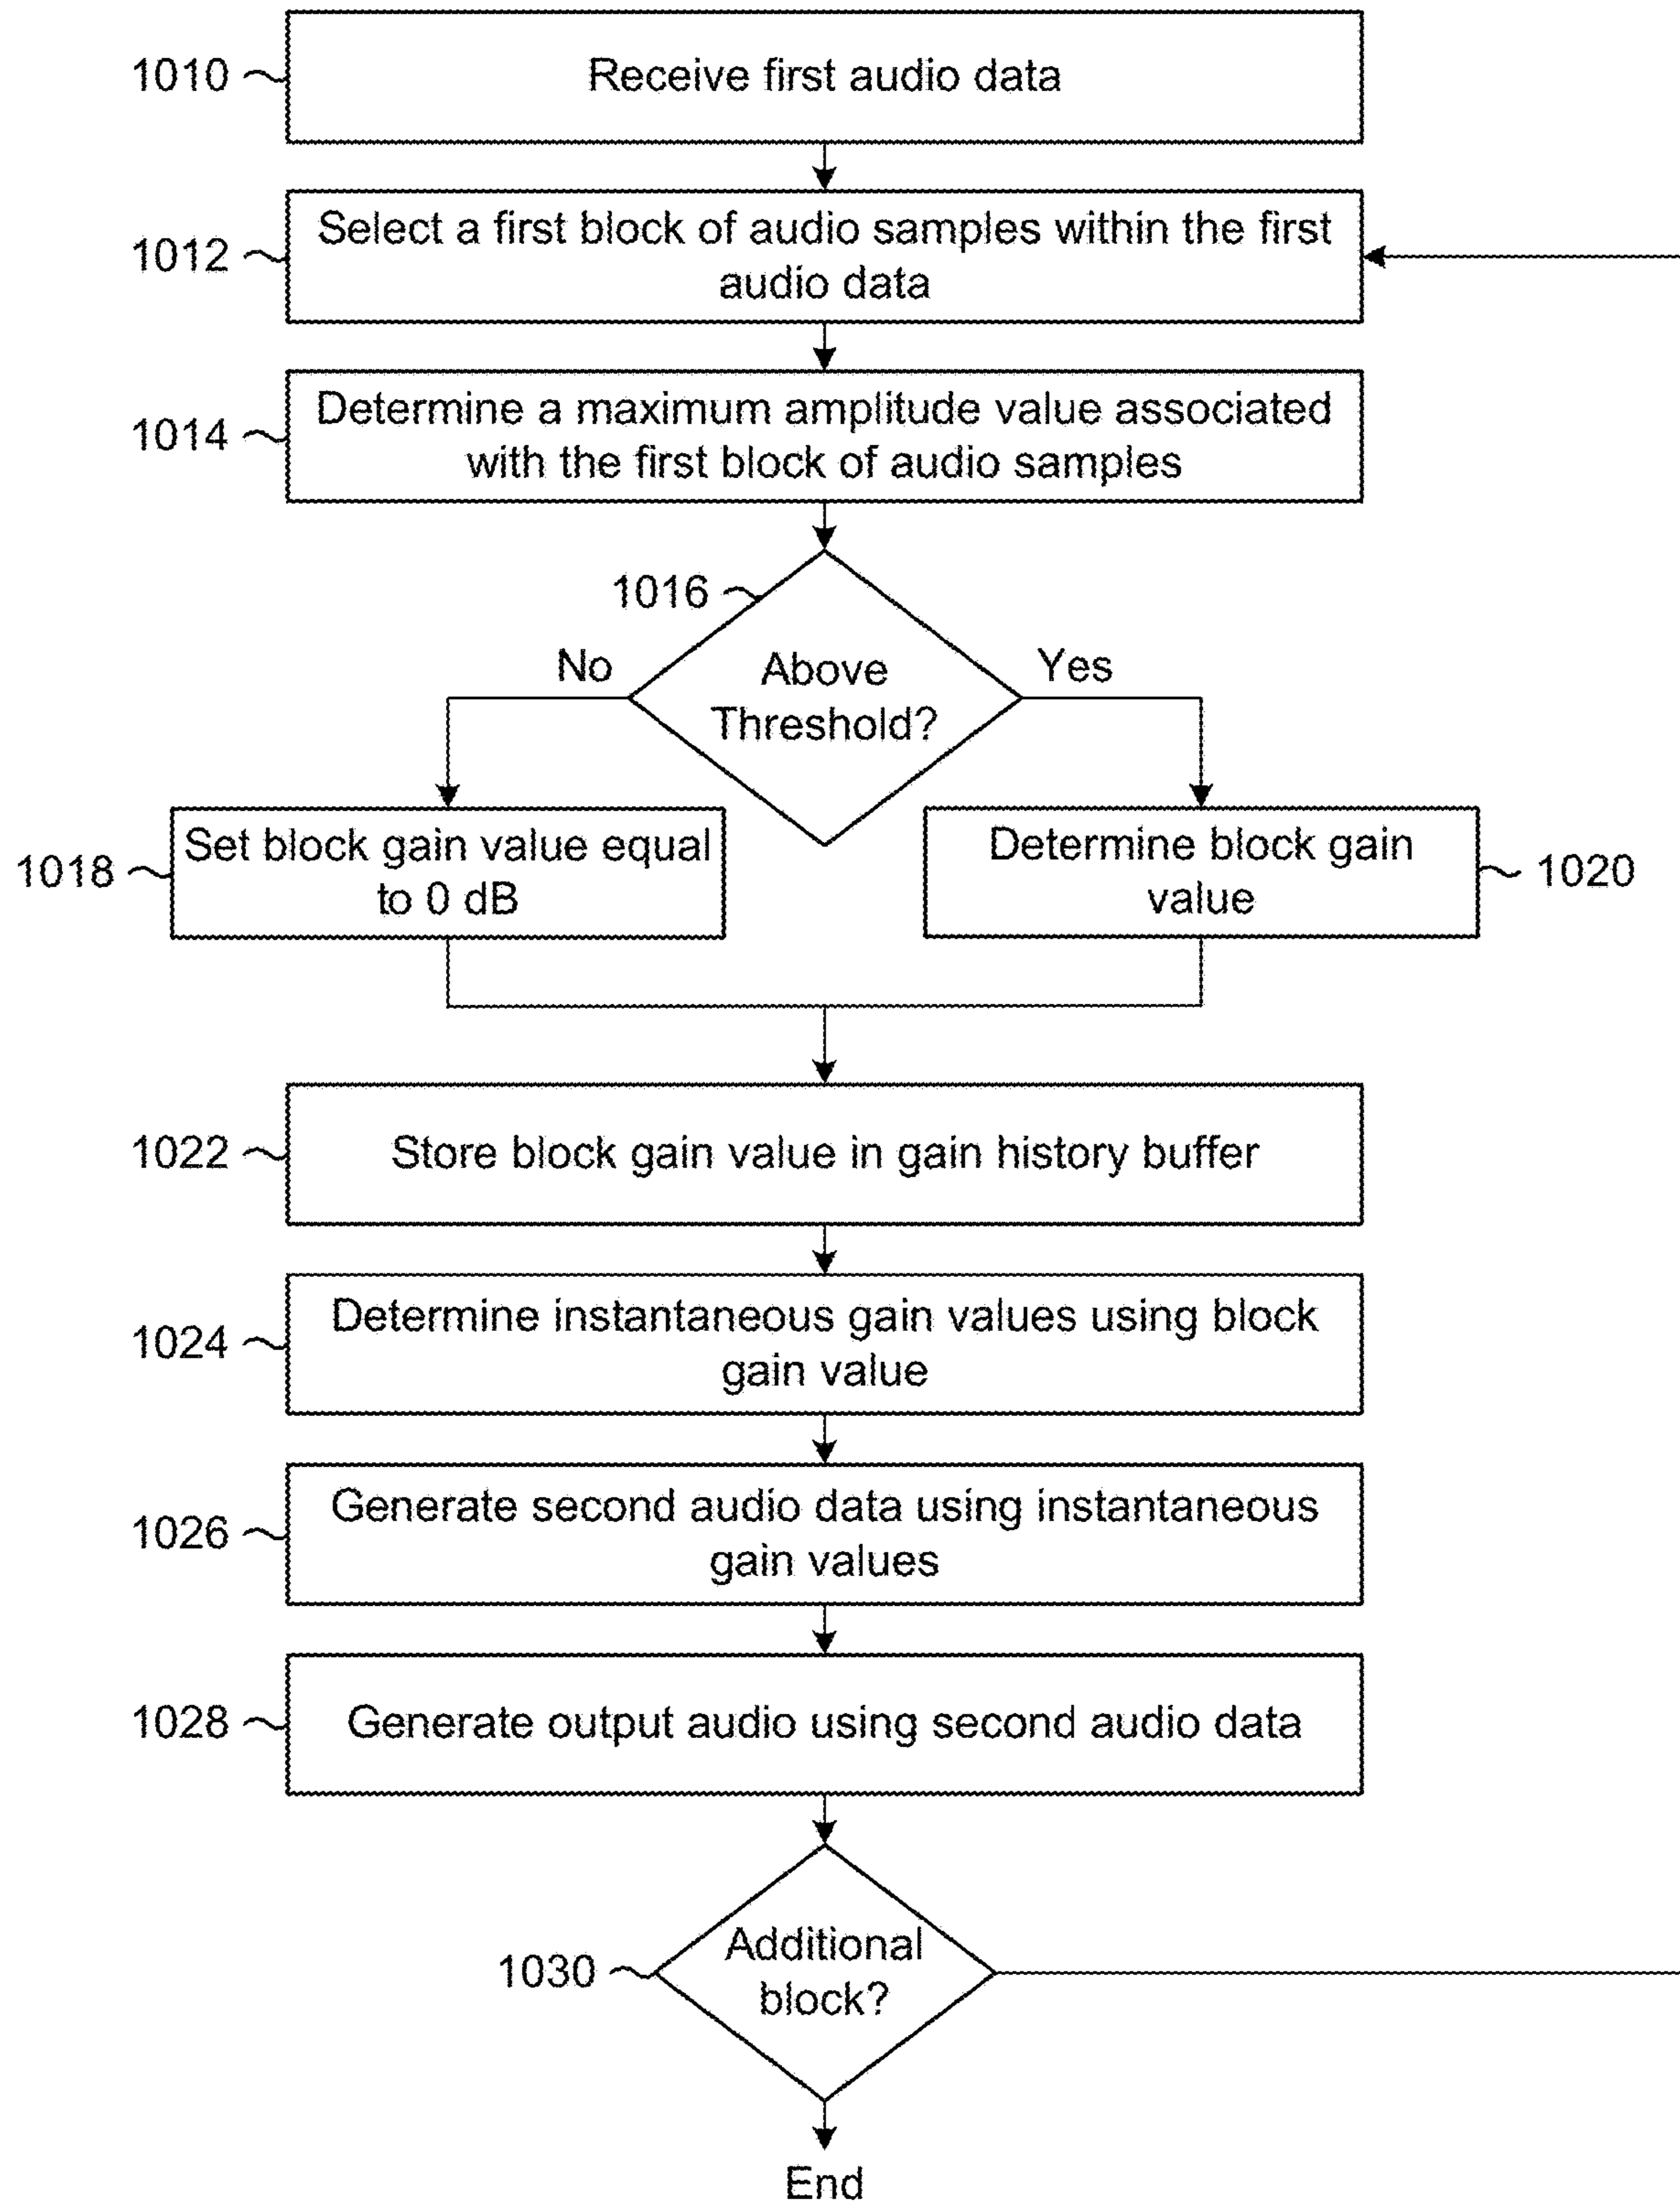 1010
Receive first audio data
1012
Select a first block of audio samples within the first
audio data
1014
Determine a maximum amplitude value associated
with the first block of audio samples
1016
No
Above
Threshold?
Yes
1018
Set block gain value equal
to 0 dB
Determine block gain
value
1020
1022
Store block gain value in gain history buffer
1024
Determine instantaneous gain values using block
gain value
1026
Generate second audio data using instantaneous
gain values
1028
Generate output audio using second audio data
1030
Additional
block?
End